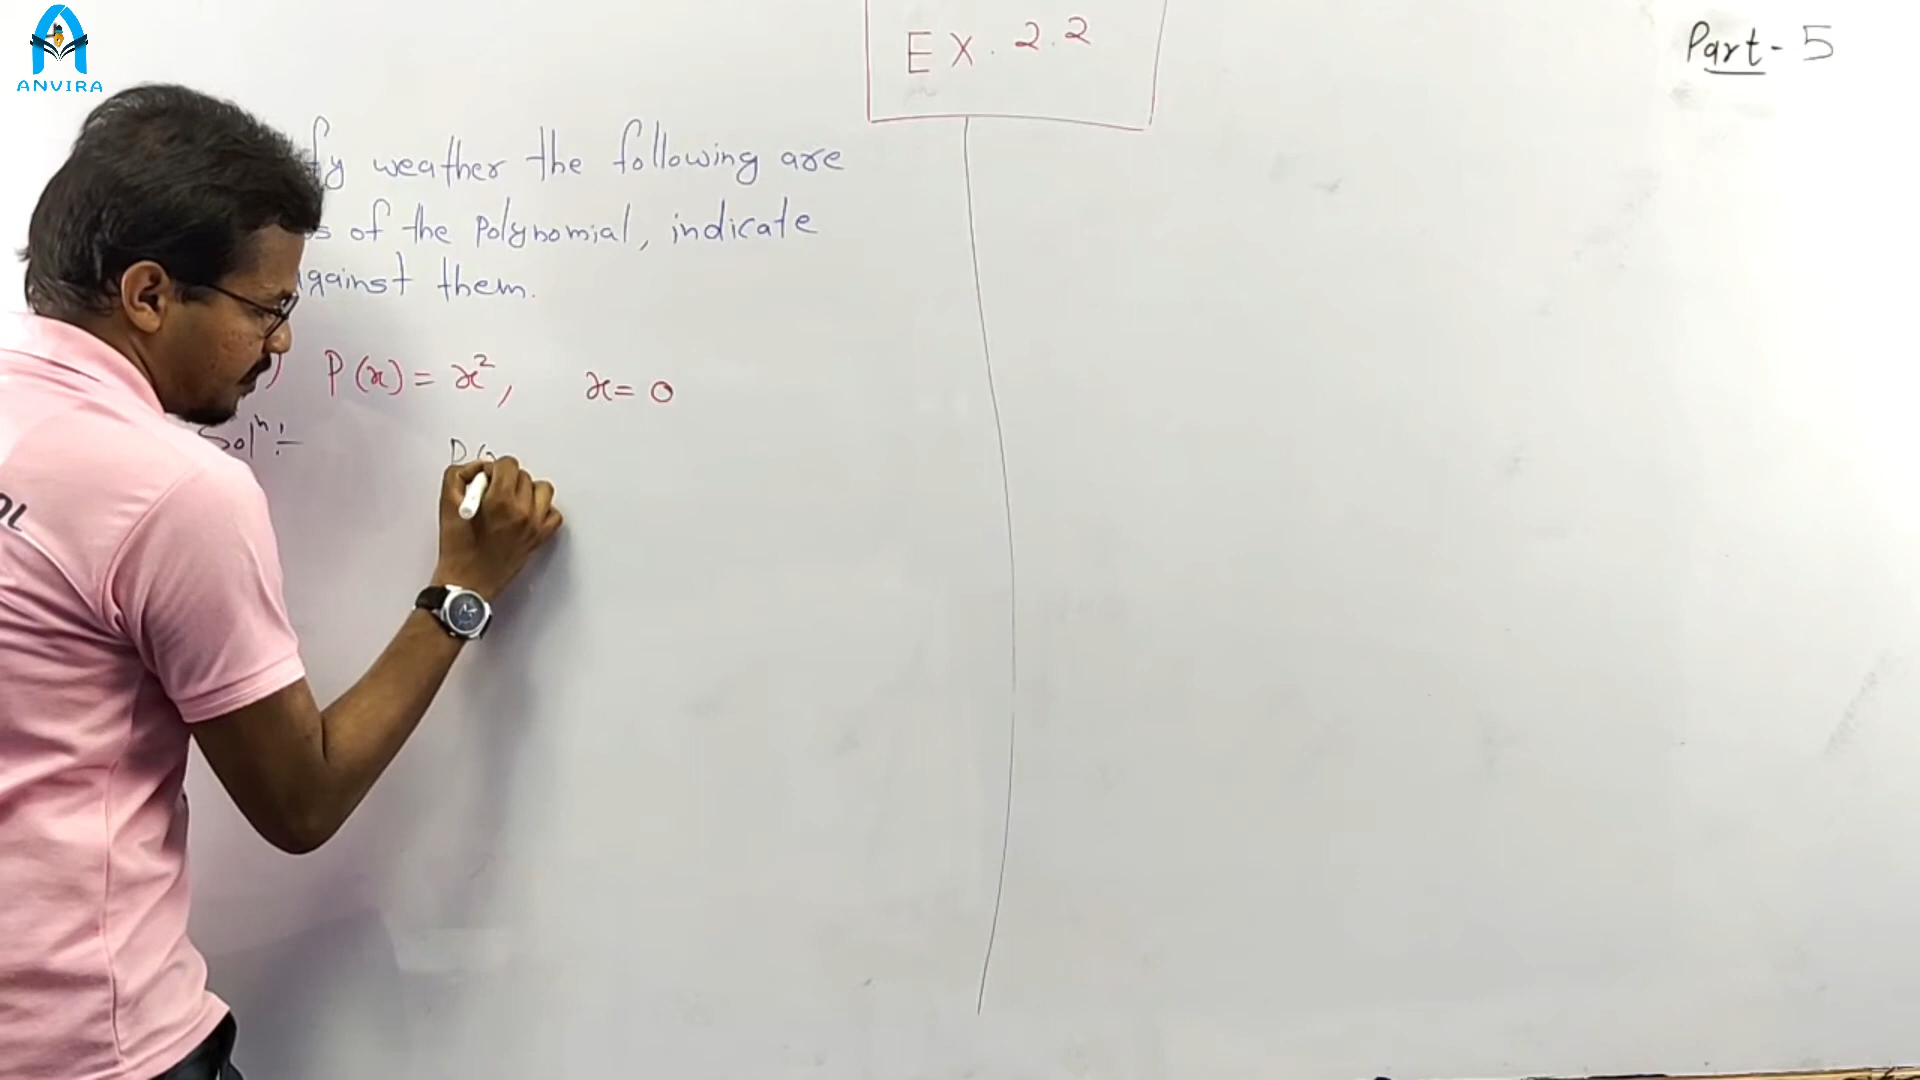 ANVIRA
EX. 2.2
Part - 5
weather the following are
of the Polynomial, indicate
against them.
P(x) = x², x = 0
Solⁿ :-
P(x